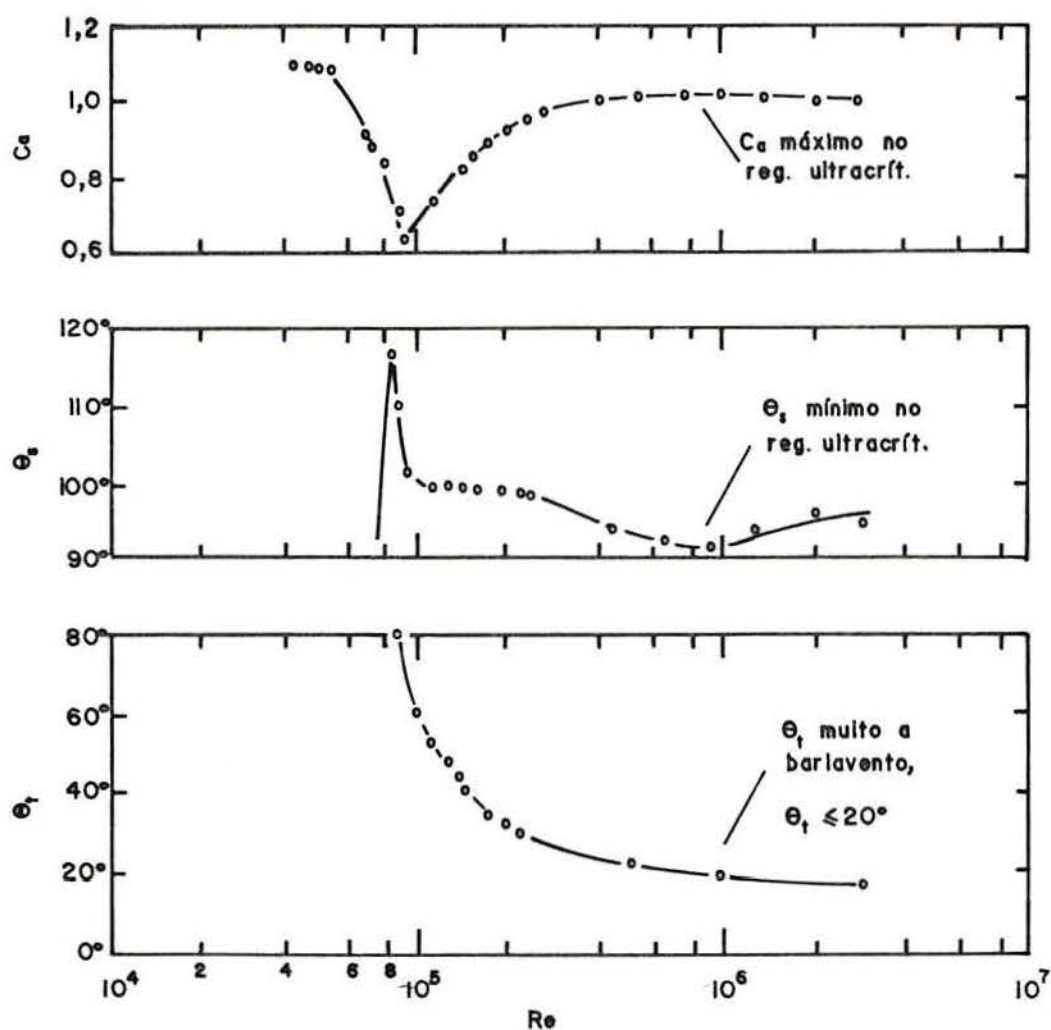 1,2
1,0
0,8
0,6
Ca
Ca máximo no
reg. ultracrít.
120°
110°
100°
90°
Θs
Θs mínimo no
reg. ultracrít.
80°
60°
40°
20°
0°
Θt
Θt muito a
barlavento,
Θt ⩽20°
10⁴
2
4
6
8
10⁵
10⁶
10⁷
Re